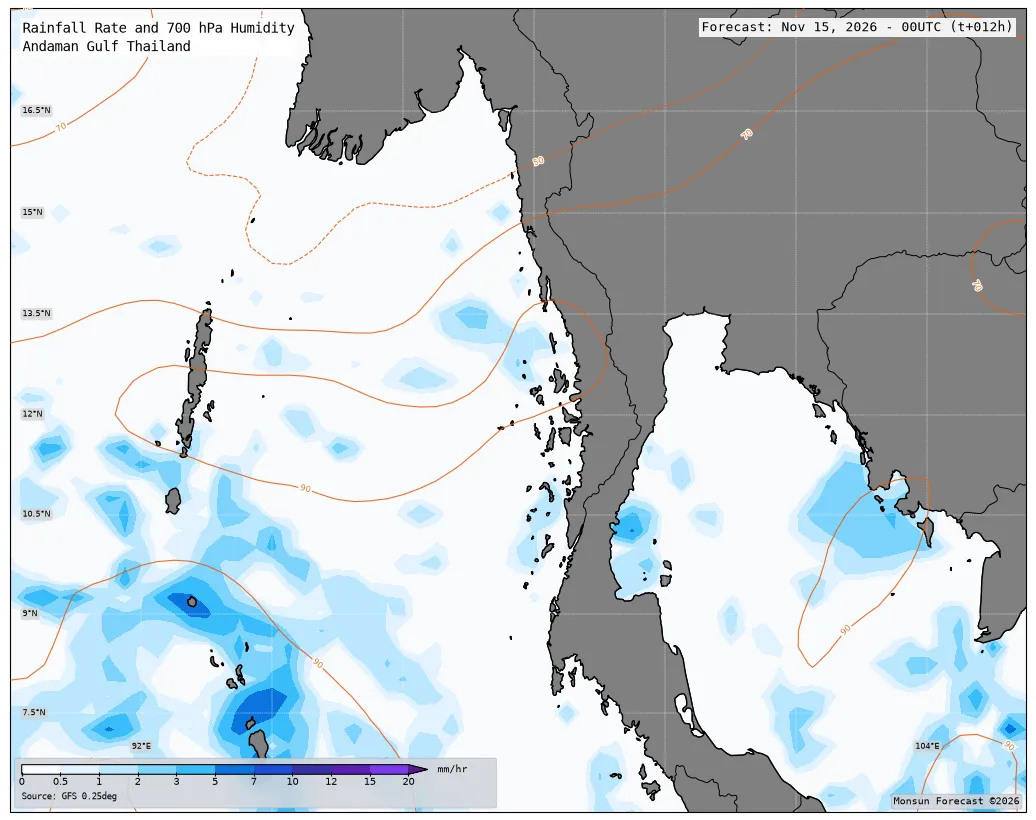 Rainfall Rate and 700 hPa Humidity
Andaman Gulf Thailand
Forecast: Nov 15, 2026 - 00UTC (t+012h)
16.5°N
70
50
70
15°N
70
13.5°N
12°N
90
10.5°N
9°N
90
90
7.5°N
92°E
104°E
90
0 0.5 1 2 3 5 7 10 12 15 20 mm/hr
Source: GFS 0.25deg
Monsun Forecast ©2026